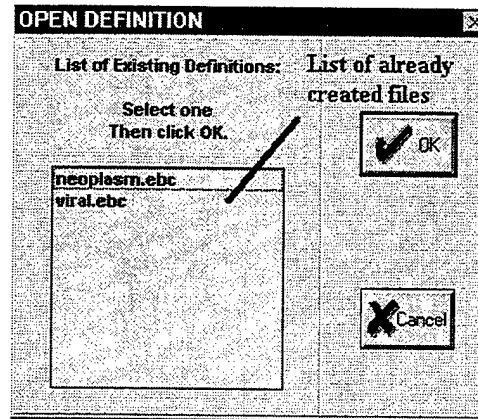 OPEN DEFINITION
List of Existing Definitions:
List of already
created files
Select one
Then click OK.
OK
neoplasm.ebc
viral.ebc
Cancel